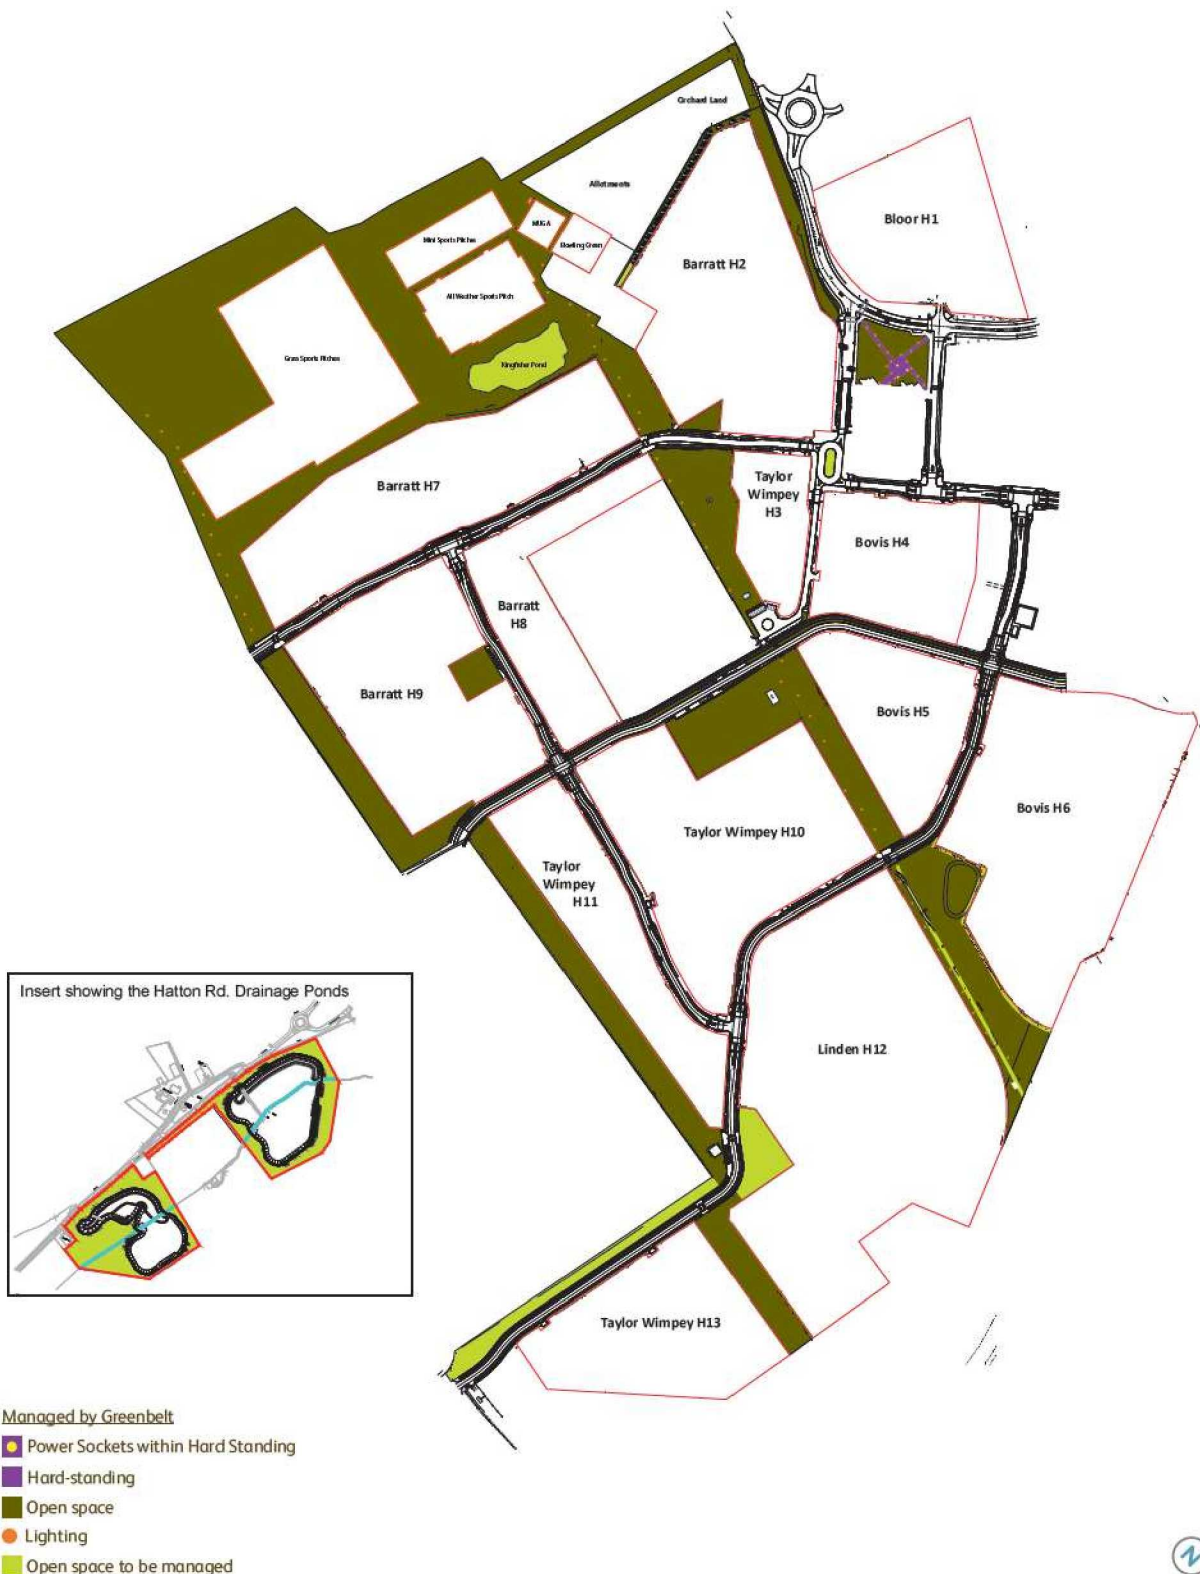 Orchard Land
Allotments
Bloor H1
MUGA
Mini Sports Pitches
Bowling Green
Barratt H2
All Weather Sports Pitch
Grass Sports Pitches
Kingfisher Pond
Taylor
Wimpey
H3
Barratt H7
Bovis H4
Barratt
H8
Barratt H9
Bovis H5
Bovis H6
Taylor Wimpey H10
Taylor
Wimpey
H11
Insert showing the Hatton Rd. Drainage Ponds
Linden H12
Taylor Wimpey H13
Managed by Greenbelt
Power Sockets within Hard Standing
Hard-standing
Open space
Lighting
Open space to be managed
N